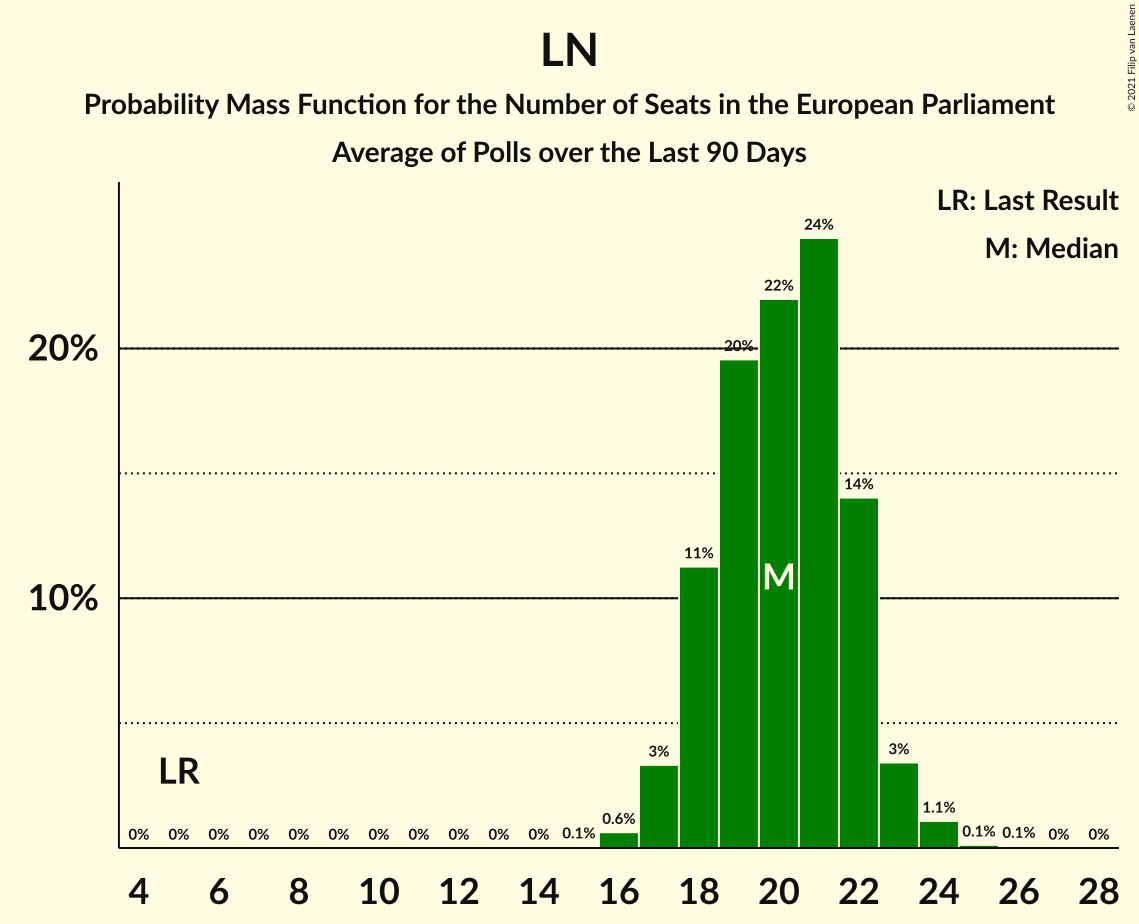 LN
Probability Mass Function for the Number of Seats in the European Parliament
Average of Polls over the Last 90 Days
© 2021 Filip van Laenen
LR: Last Result
M: Median
20%
10%
0% 0% 0% 0% 0% 0% 0% 0% 0% 0% 0% 0.1% 0.6% 3% 11% 20% 22% 24% 14% 3% 1.1% 0.1% 0.1% 0% 0%
LR
M
4 6 8 10 12 14 16 18 20 22 24 26 28